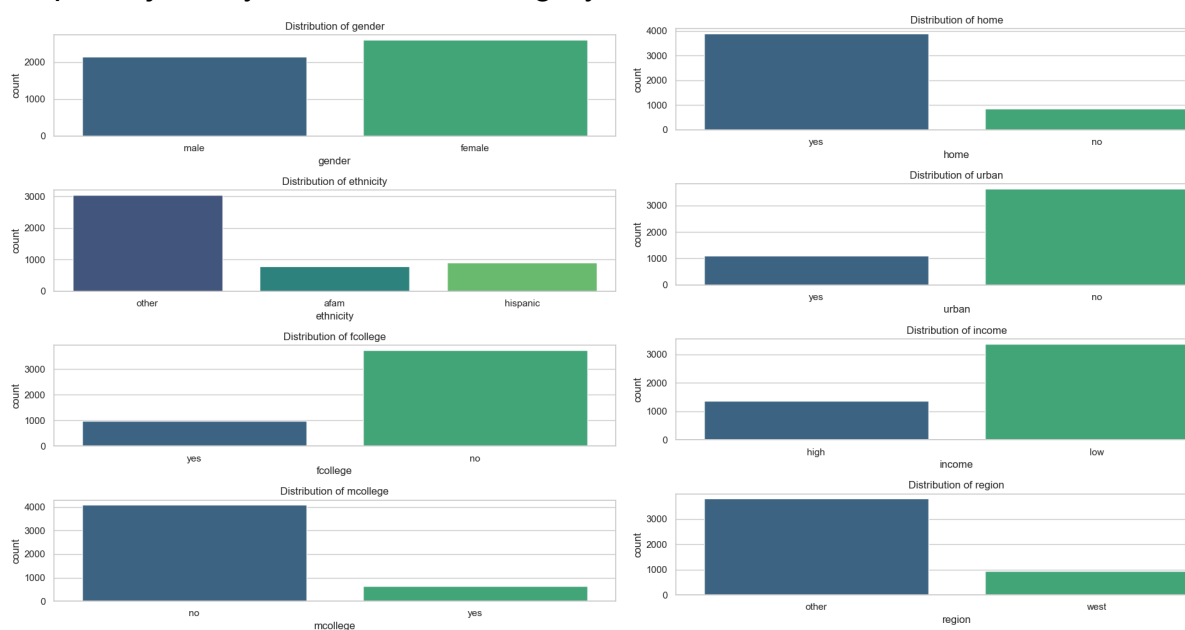 Distribution of gender
2000
1000
0
count
male female
gender
Distribution of ethnicity
3000
2000
1000
0
count
other afam hispanic
ethnicity
Distribution of fcollege
3000
2000
1000
0
count
yes no
fcollege
Distribution of mcollege
4000
3000
2000
1000
0
count
no yes
mcollege
Distribution of home
4000
3000
2000
1000
0
count
yes no
home
Distribution of urban
3000
2000
1000
0
count
yes no
urban
Distribution of income
3000
2000
1000
0
count
high low
income
Distribution of region
3000
2000
1000
0
count
other west
region